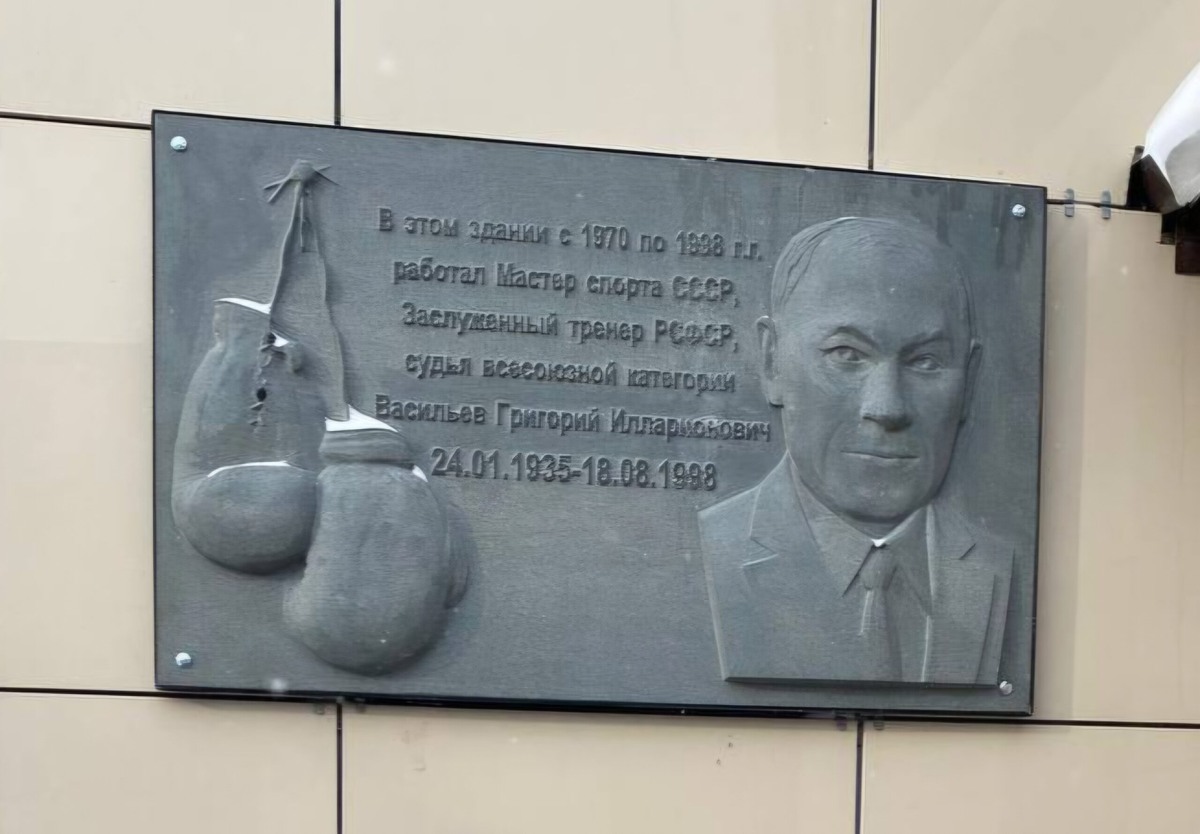 В этом здании с 1970 по 1998 г.г.
работал Мастер спорта СССР,
Заслуженный тренер РСФСР,
судья всесоюзной категории
Васильев Григорий Илларионович
24.01.1935-18.08.1998